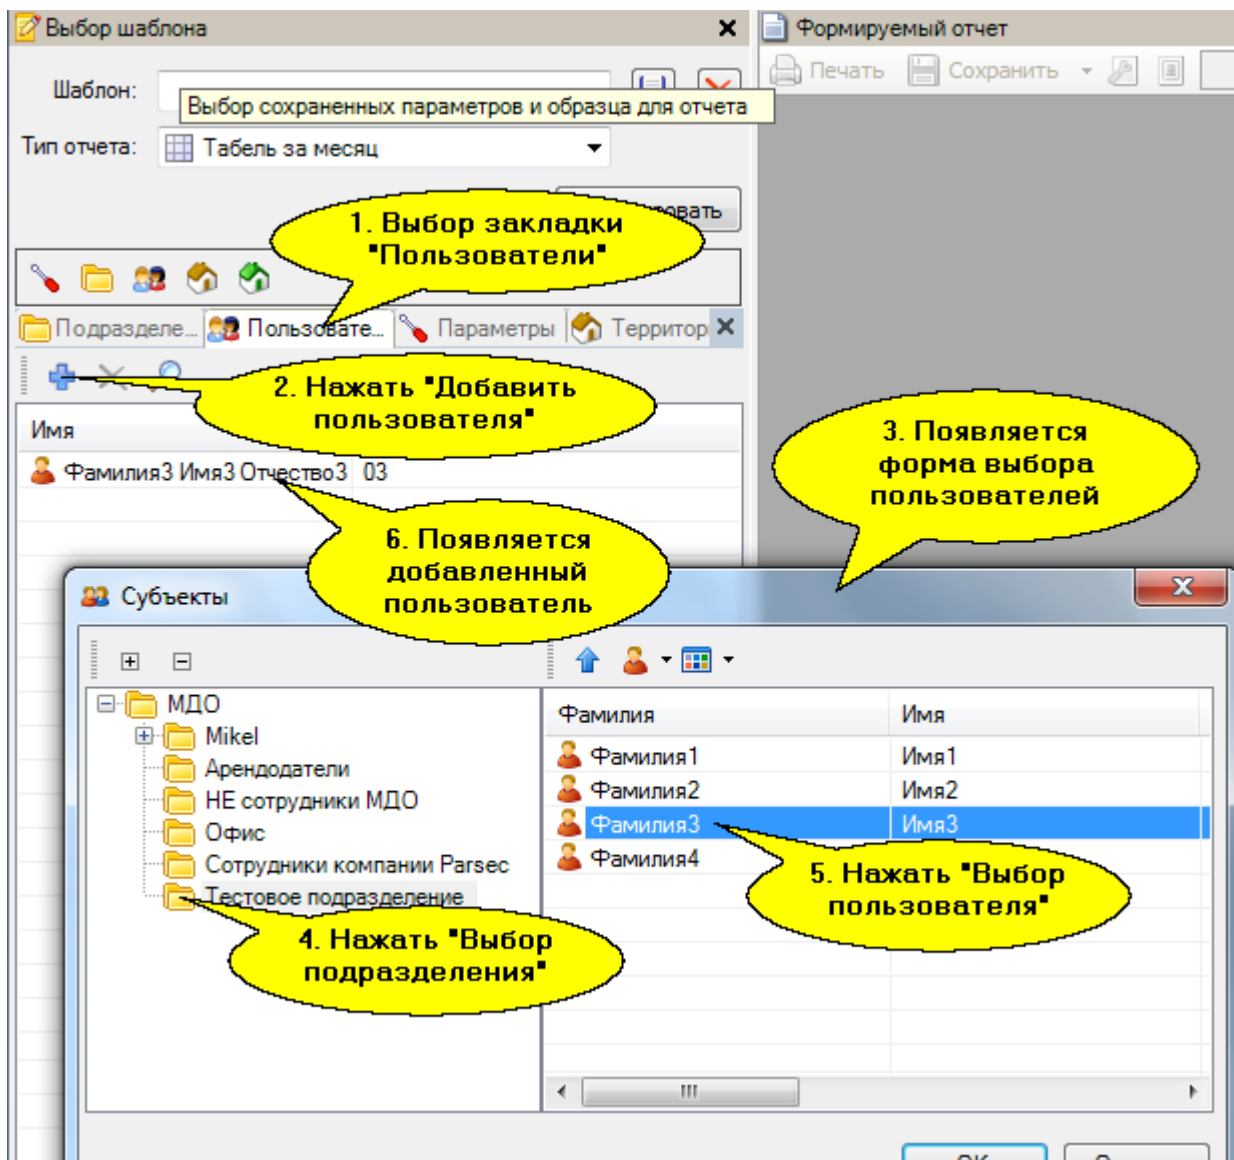 Выбор шаблона
Формируемый отчет
Печать
Сохранить
Шаблон:
Выбор сохраненных параметров и образца для отчета
Тип отчета:
Табель за месяц
1. Выбор закладки
"Пользователи"
Подразделе...
Пользовате...
Параметры
2. Нажать "Добавить
пользователя"
Имя
Фамилия3 Имя3 Отчество3
03
3. Появляется
форма выбора
пользователей
6. Появляется
добавленный
пользователь
Субъекты
МДО
Mikel
Арендодатели
НЕ сотрудники МДО
Офис
Сотрудники компании Parsec
Тестовое подразделение
Фамилия
Имя
Фамилия1
Имя1
Фамилия2
Имя2
Фамилия3
Имя3
Фамилия4
5. Нажать "Выбор
пользователя"
4. Нажать "Выбор
подразделения"